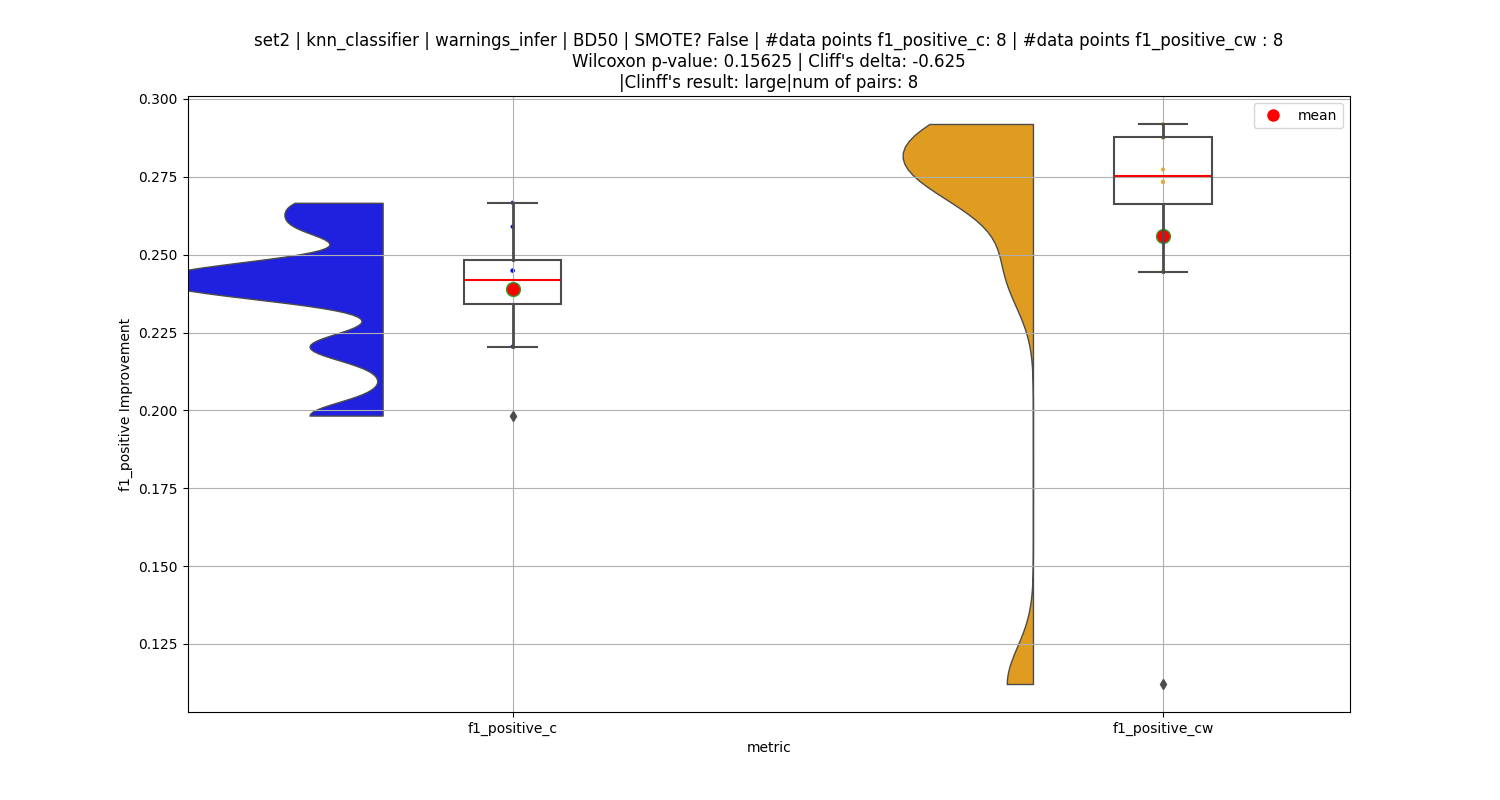 set2 | knn_classifier | warnings_infer | BD50 | SMOTE? False | #data points f1_positive_c: 8 | #data points f1_positive_cw : 8
Wilcoxon p-value: 0.15625 | Cliff's delta: -0.625
|Clinff's result: large|num of pairs: 8
mean
0.300
0.275
0.250
0.225
0.200
0.175
0.150
0.125
f1_positive Improvement
f1_positive_c
f1_positive_cw
metric